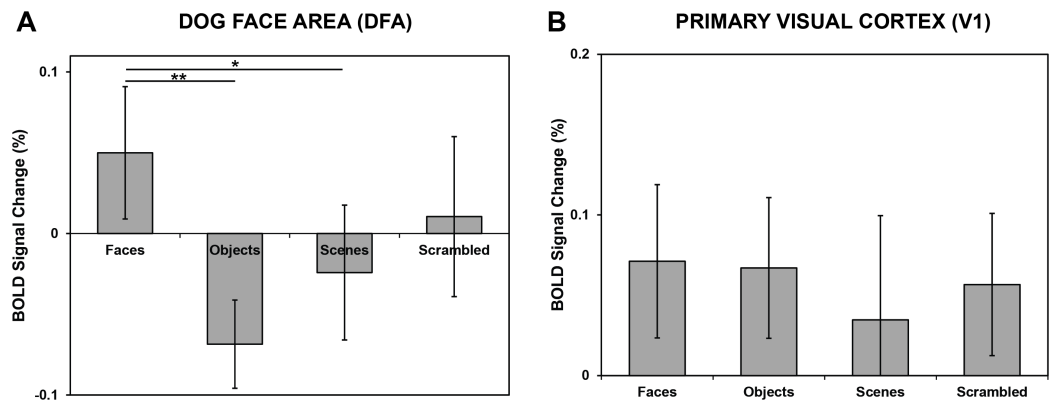 A
DOG FACE AREA (DFA)
BOLD Signal Change (%)
0.1
0
-0.1
*
**
Faces
Objects
Scenes
Scrambled
B
PRIMARY VISUAL CORTEX (V1)
BOLD Signal Change (%)
0.2
0.1
0
Faces
Objects
Scenes
Scrambled